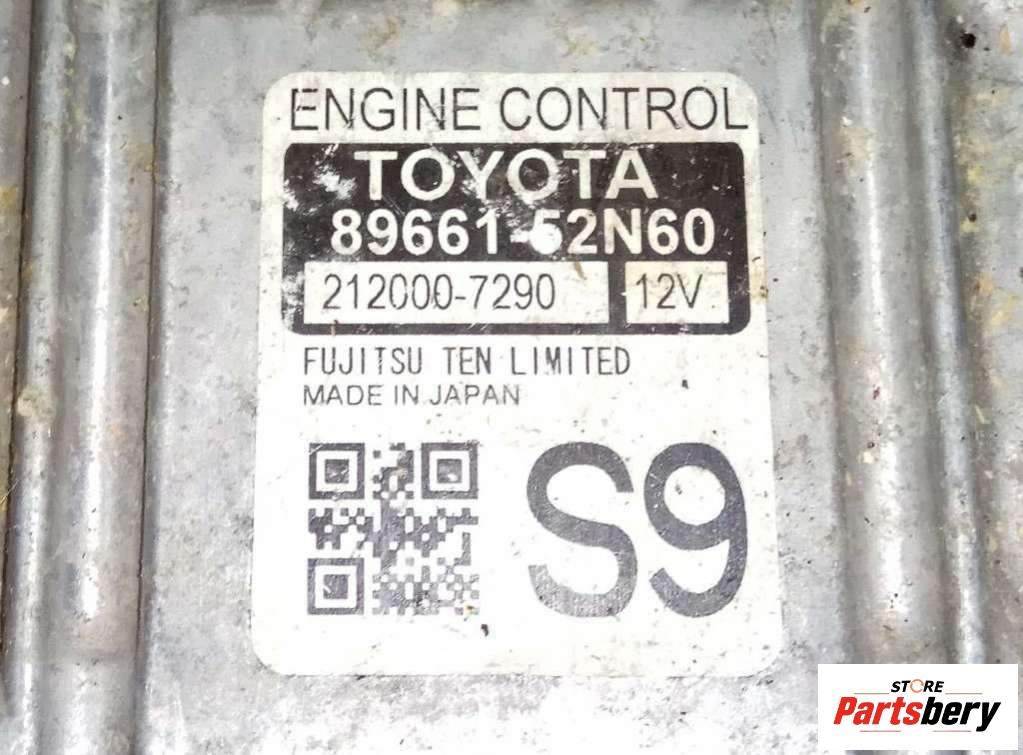 ENGINE CONTROL
TOYOTA
89661-52N60
212000-7290 12V
FUJITSU TEN LIMITED
MADE IN JAPAN
S9
STORE
Partsbery